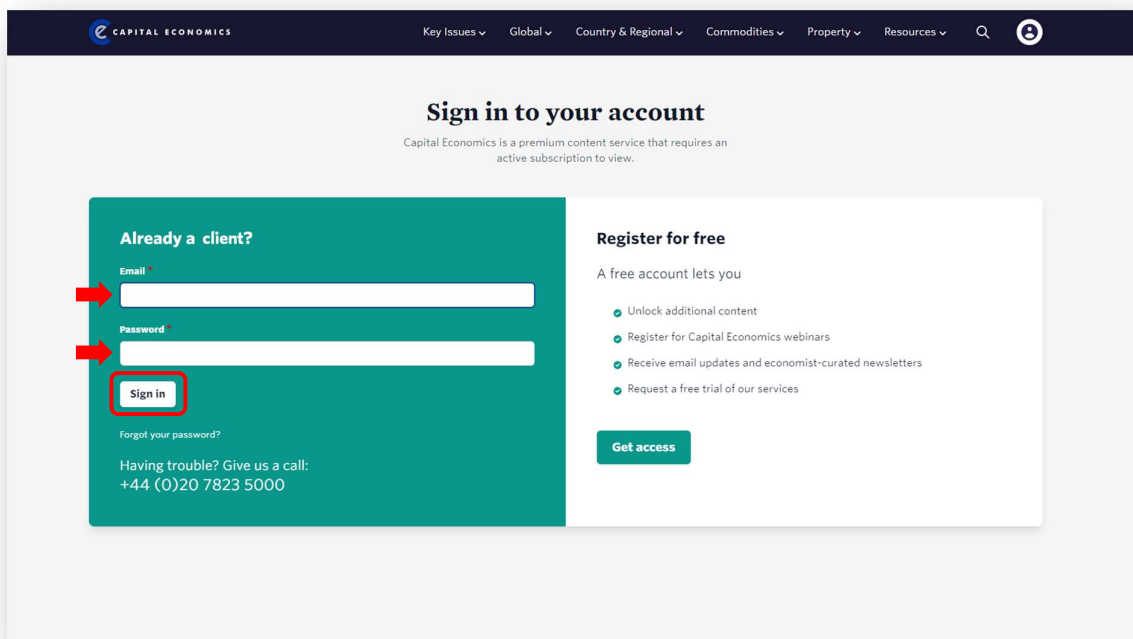 CAPITAL ECONOMICS
Key Issues Global Country & Regional Commodities Property Resources
Sign in to your account
Capital Economics is a premium content service that requires an
active subscription to view.
Already a client?
Email *
Password *
Sign in
Forgot your password?
Having trouble? Give us a call:
+44 (0)20 7823 5000
Register for free
A free account lets you
Unlock additional content
Register for Capital Economics webinars
Receive email updates and economist-curated newsletters
Request a free trial of our services
Get access